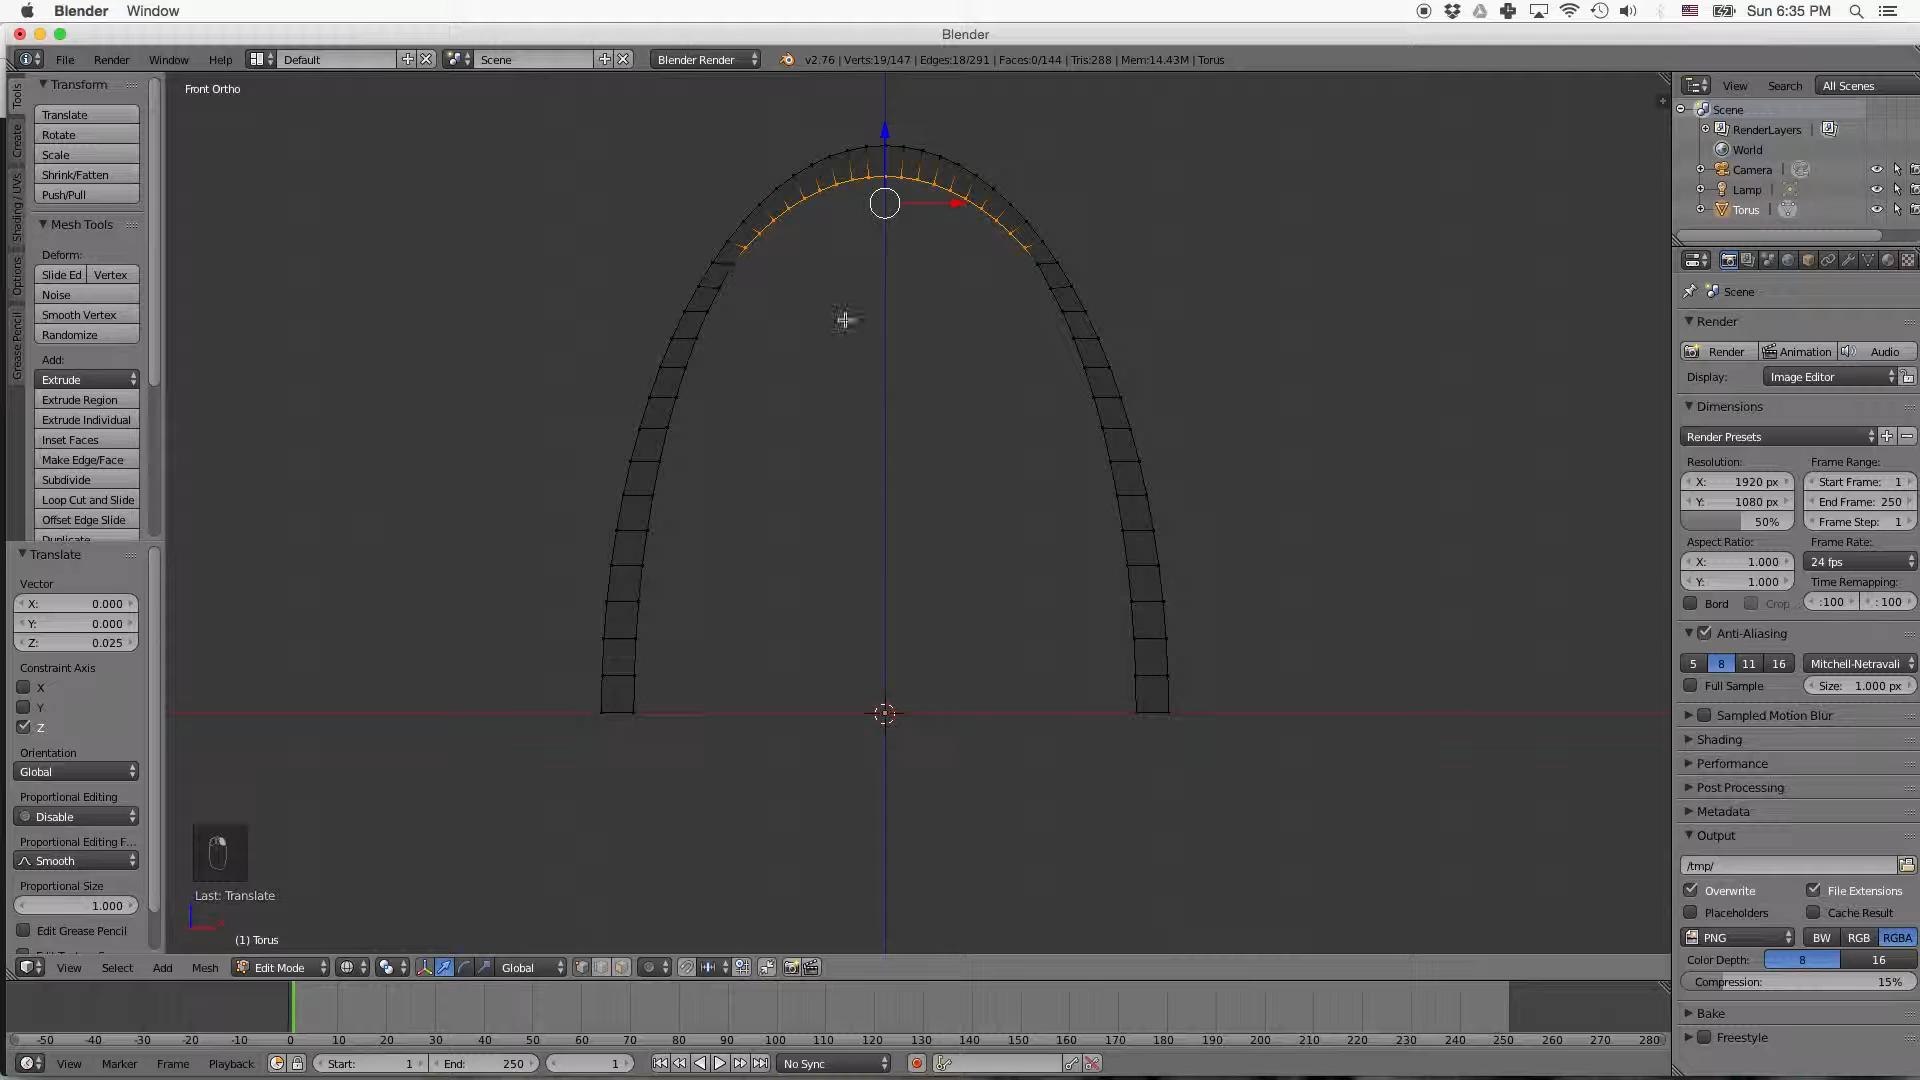 Blender Window Sun 6:35 PM
Blender
File Render Window Help Default Scene Blender Render v2.76 | Verts:19/147 | Edges:18/291 | Faces:0/144 | Tris:288 | Mem:14.43M | Torus
Tools
Create
Shading / UVs
Options
Grease Pencil
Transform
Translate
Rotate
Scale
Shrink/Fatten
Push/Pull
Mesh Tools
Deform:
Slide Ed Vertex
Noise
Smooth Vertex
Randomize
Add:
Extrude
Extrude Region
Extrude Individual
Inset Faces
Make Edge/Face
Subdivide
Loop Cut and Slide
Offset Edge Slide
Duplicate
Translate
Vector
X: 0.000
Y: 0.000
Z: 0.025
Constraint Axis
X
Y
Z
Orientation
Global
Proportional Editing
Disable
Proportional Editing F...
Smooth
Proportional Size
1.000
Edit Grease Pencil
Front Ortho
Last: Translate
(1) Torus
View Select Add Mesh Edit Mode Global
-50 -40 -30 -20 -10 0 10 20 30 40 50 60 70 80 90 100 110 120 130 140 150 160 170 180 190 200 210 220 230 240 250 260 270 280
View Marker Frame Playback Start: 1 End: 250 1 No Sync
View Search All Scenes
Scene
RenderLayers
World
Camera
Lamp
Torus
Scene
Render
Render Animation Audio
Display: Image Editor
Dimensions
Render Presets
Resolution: Frame Range:
X: 1920 px Start Frame: 1
Y: 1080 px End Frame: 250
50% Frame Step: 1
Aspect Ratio: Frame Rate:
X: 1.000 24 fps
Y: 1.000 Time Remapping:
Bord Crop :100 : 100
Anti-Aliasing
5 8 11 16 Mitchell-Netravali
Full Sample Size: 1.000 px
Sampled Motion Blur
Shading
Performance
Post Processing
Metadata
Output
/tmp/
Overwrite File Extensions
Placeholders Cache Result
PNG BW RGB RGBA
Color Depth: 8 16
Compression: 15%
Bake
Freestyle